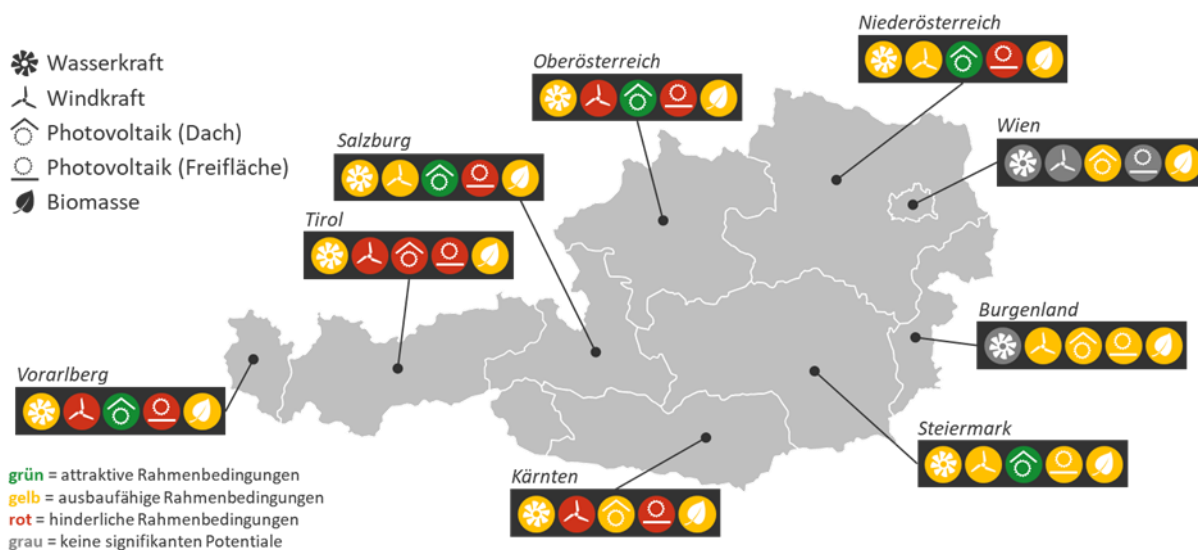 Wasserkraft
Windkraft
Photovoltaik (Dach)
Photovoltaik (Freifläche)
Biomasse
Niederösterreich
Oberösterreich
Wien
Salzburg
Tirol
Burgenland
Vorarlberg
Steiermark
Kärnten
grün = attraktive Rahmenbedingungen
gelb = ausbaufähige Rahmenbedingungen
rot = hinderliche Rahmenbedingungen
grau = keine signifikanten Potentiale